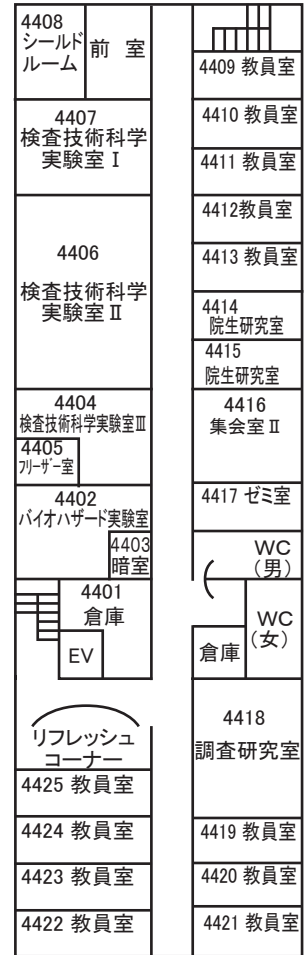 4408
シールド
ルーム
前 室
4407
検査技術科学
実験室Ⅰ
4406
検査技術科学
実験室Ⅱ
4404
検査技術科学実験室Ⅲ
4405
フリーザー室
4402
バイオハザード実験室
4403
暗室
4401
倉庫
EV
リフレッシュ
コーナー
4425 教員室
4424 教員室
4423 教員室
4422 教員室
4409 教員室
4410 教員室
4411 教員室
4412教員室
4413 教員室
4414
院生研究室
4415
院生研究室
4416
集会室Ⅱ
4417 ゼミ室
WC
(男)
WC
(女)
倉庫
4418
調査研究室
4419 教員室
4420 教員室
4421 教員室